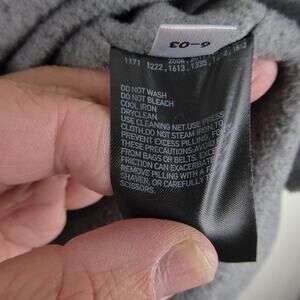 6-03
1171 1222,1613,1335,
DO NOT WASH
DO NOT BLEACH
COOL IRON
DRYCLEAN
USE CLEANING NET.USE PRESS
CLOTH.DO NOT STEAM IRON.TO
PREVENT EXCESS PILLING, FO
THESE PRECAUTIONS:AVOID
FROM BAGS OR BELTS. EXCE
FRICTION CAN EXACERBATE
REMOVE PILLING WITH A F
SHAVER, OR CAREFULLY
SCISSORS.